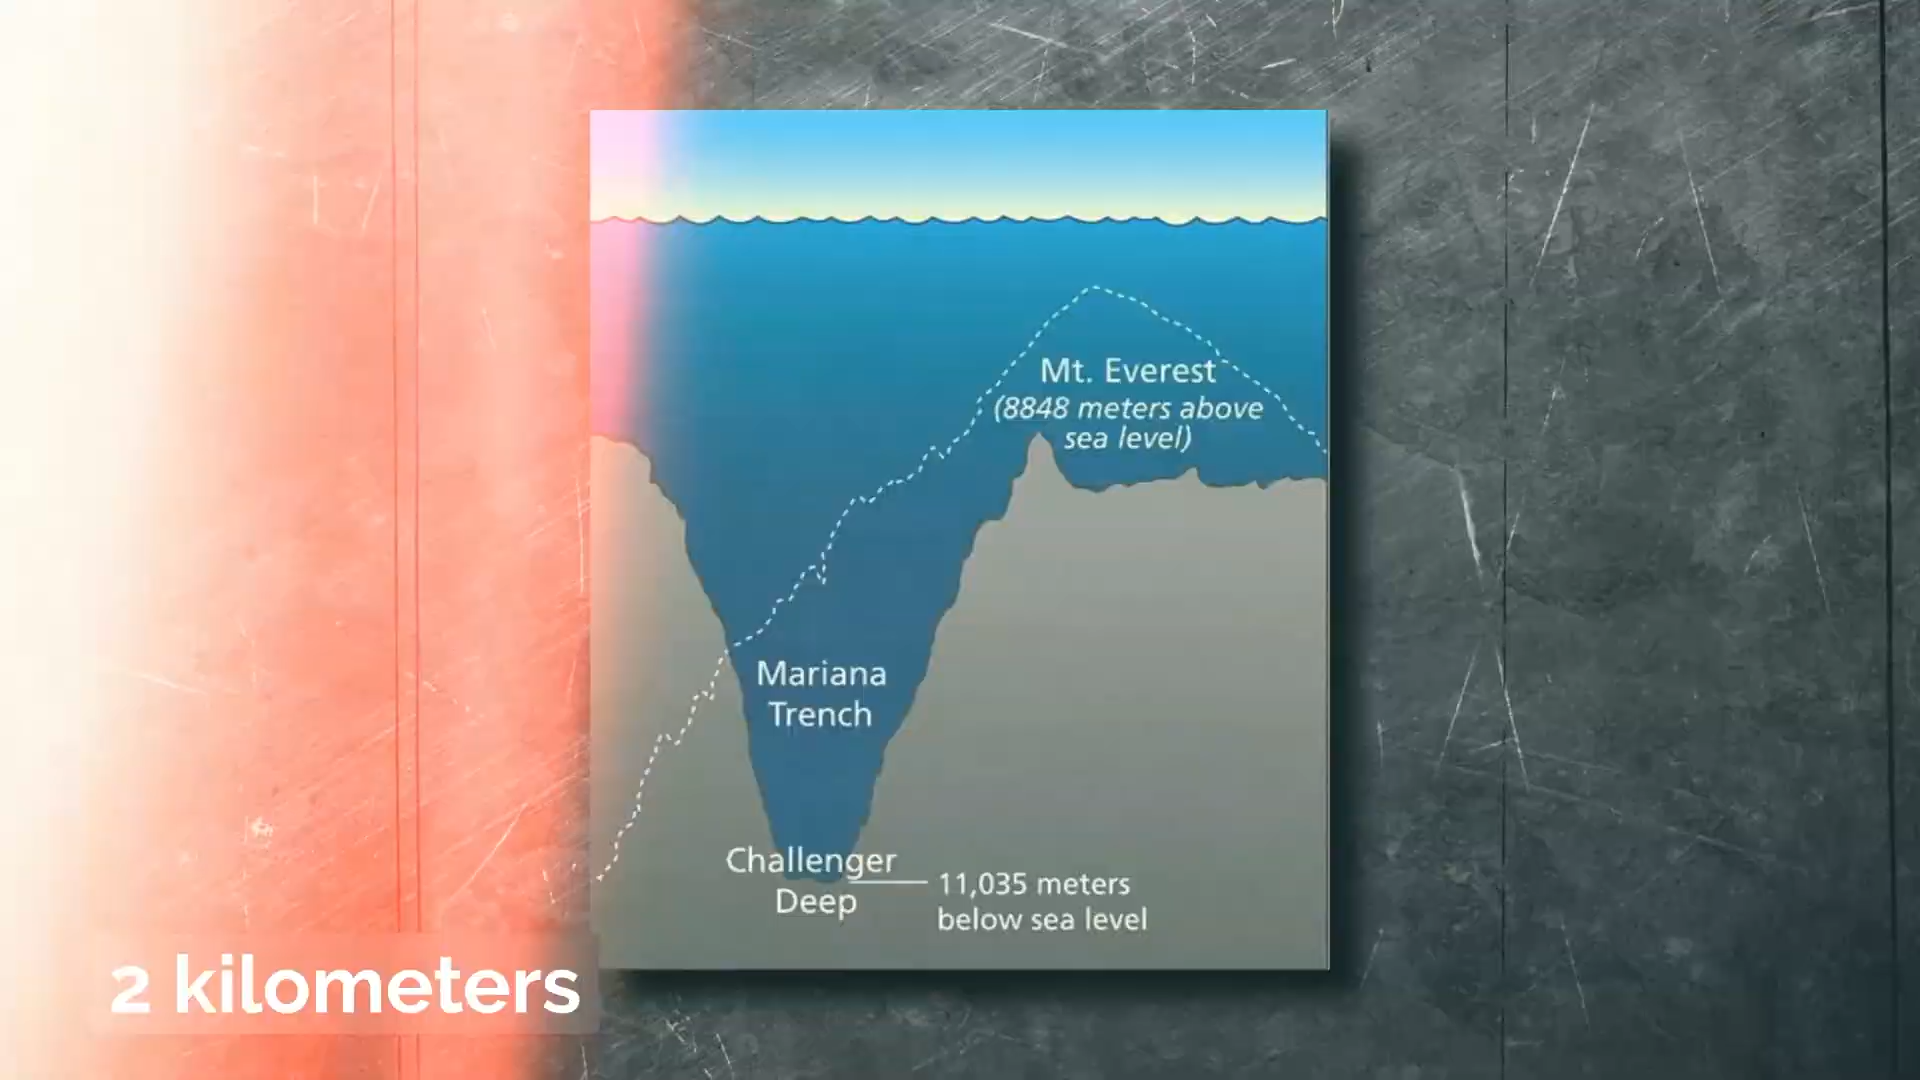 Mt. Everest
(8848 meters above
sea level)
Mariana
Trench
Challenger
Deep
11,035 meters
below sea level
2 kilometers